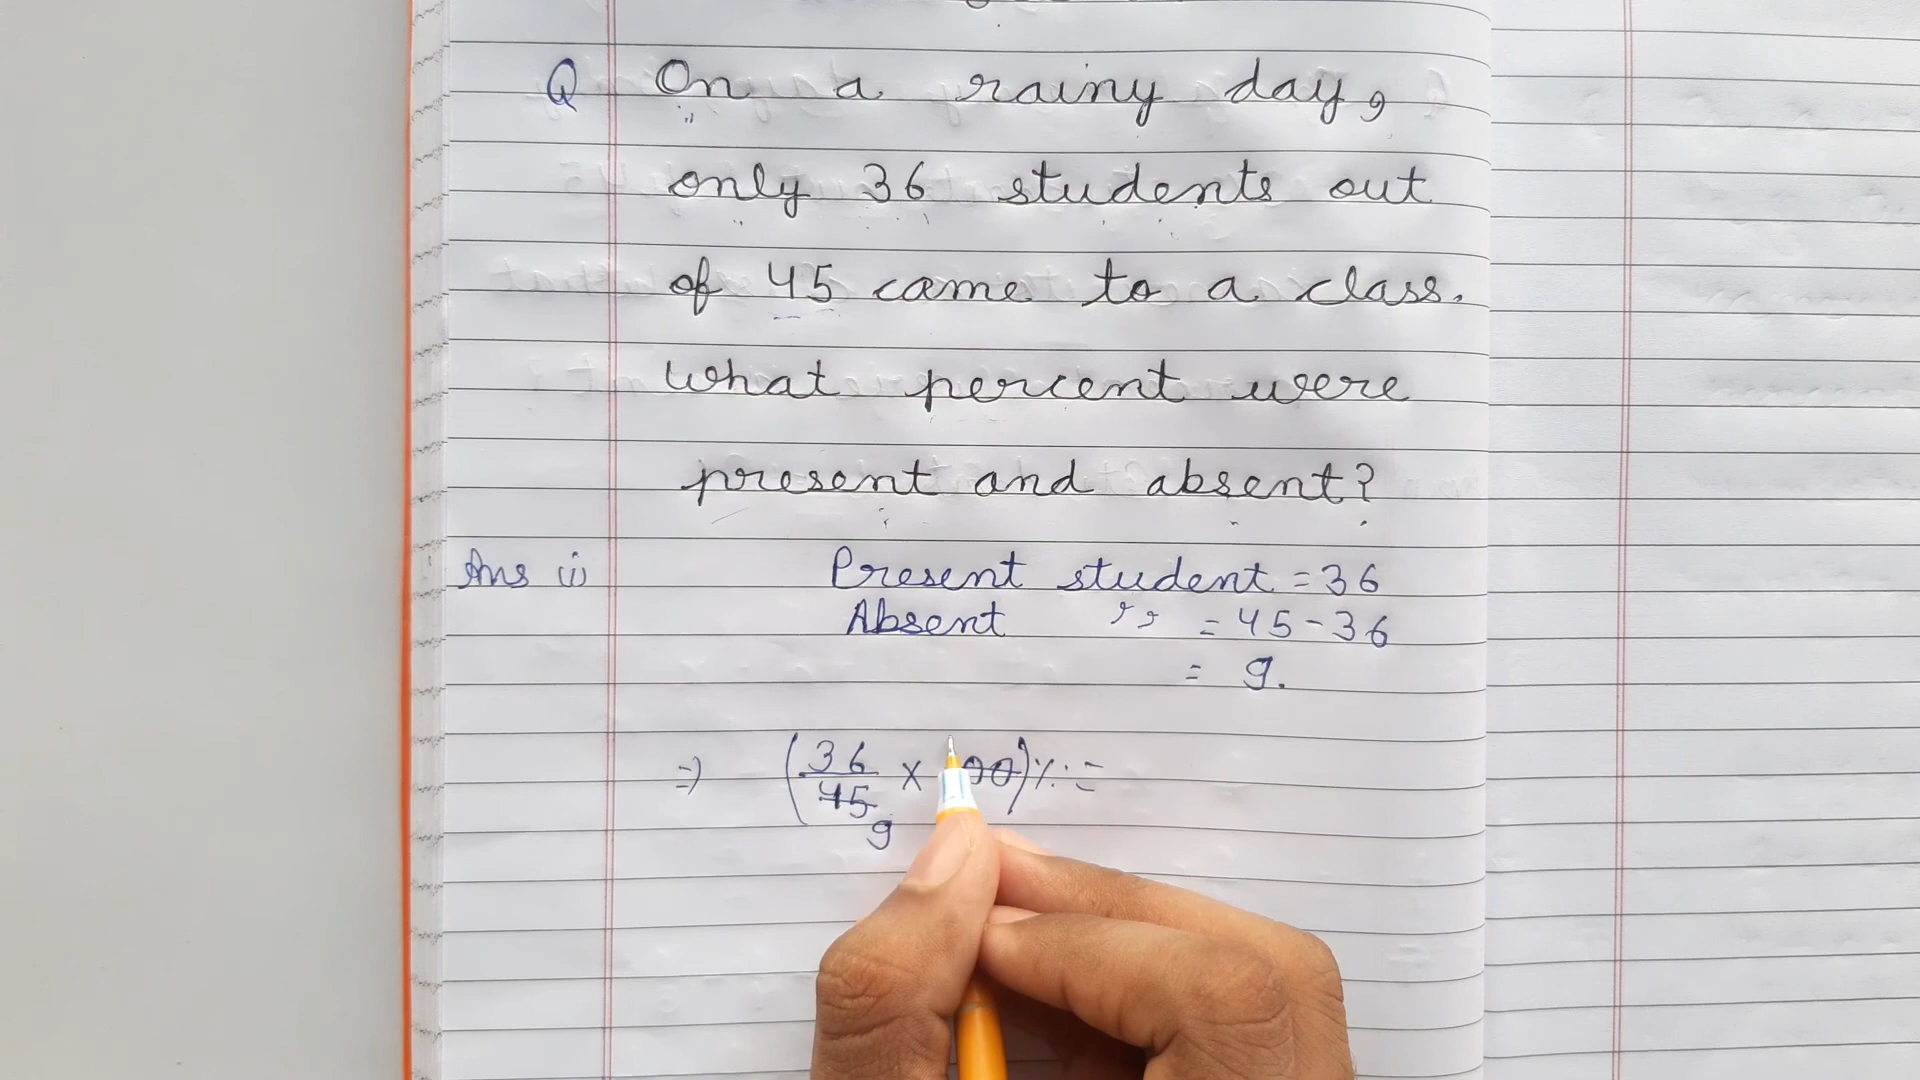 Q On a rainy day,
only 36 students out
of 45 came to a class.
What percent were
present and absent?
Ans (i) Present student = 36
Absent ,, = 45 - 36
= 9.
⇒ (36/45 × 00)% =
9